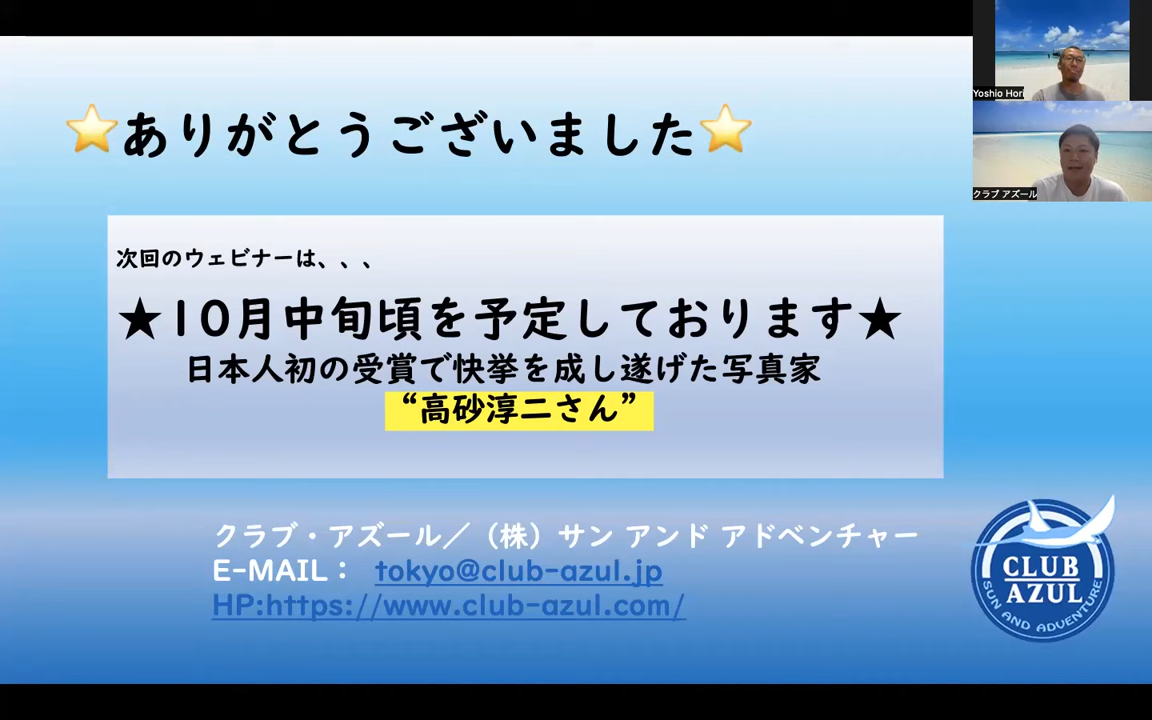 ⭐ありがとうございました⭐
次回のウェビナーは、、、
★10月中旬頃を予定しております★
日本人初の受賞で快挙を成し遂げた写真家
“高砂淳二さん”
クラブ・アズール／（株）サン アンド アドベンチャー
E-MAIL： tokyo@club-azul.jp
HP:https://www.club-azul.com/
CLUB
AZUL
SUN AND ADVENTURE
Yoshio Hori
クラブ アズール